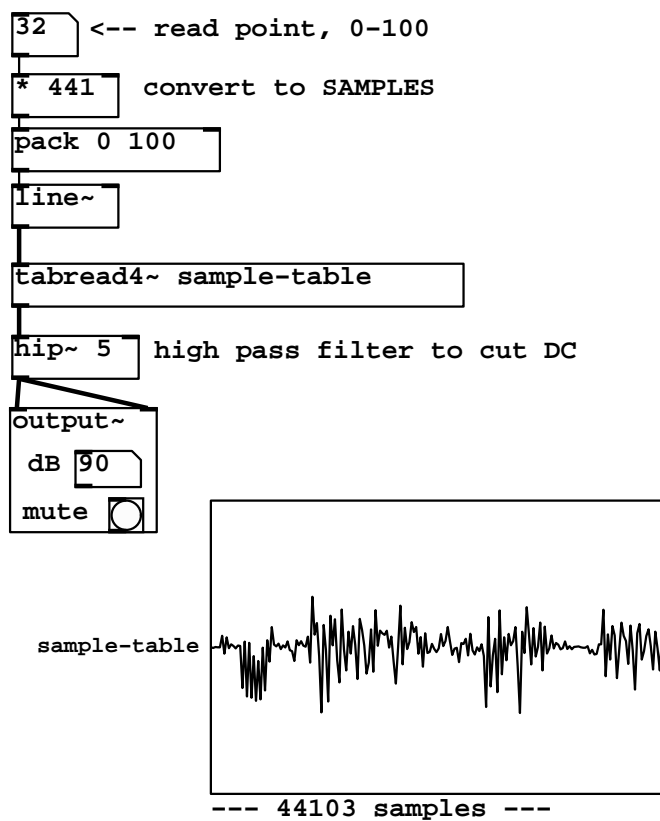 32 <-- read point, 0-100
* 441 convert to SAMPLES
pack 0 100
line~
tabread4~ sample-table
hip~ 5 high pass filter to cut DC
output~
dB 90
mute
sample-table
--- 44103 samples ---